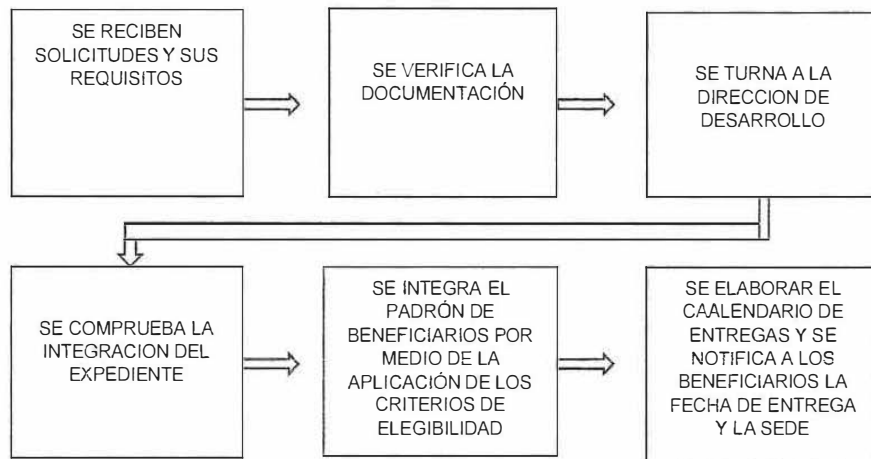 SE RECIBEN
SOLICITUDES Y SUS
REQUISITOS
SE VERIFICA LA
DOCUMENTACIÓN
SE TURNA A LA
DIRECCION DE
DESARROLLO
SE COMPRUEBA LA
INTEGRACION DEL
EXPEDIENTE
SE INTEGRA EL
PADRÓN DE
BENEFICIARIOS POR
MEDIO DE LA
APLICACIÓN DE LOS
CRITERIOS DE
ELEGIBILIDAD
SE ELABORAR EL
CAALENDARIO DE
ENTREGAS Y SE
NOTIFICA A LOS
BENEFICIARIOS LA
FECHA DE ENTREGA
Y LA SEDE